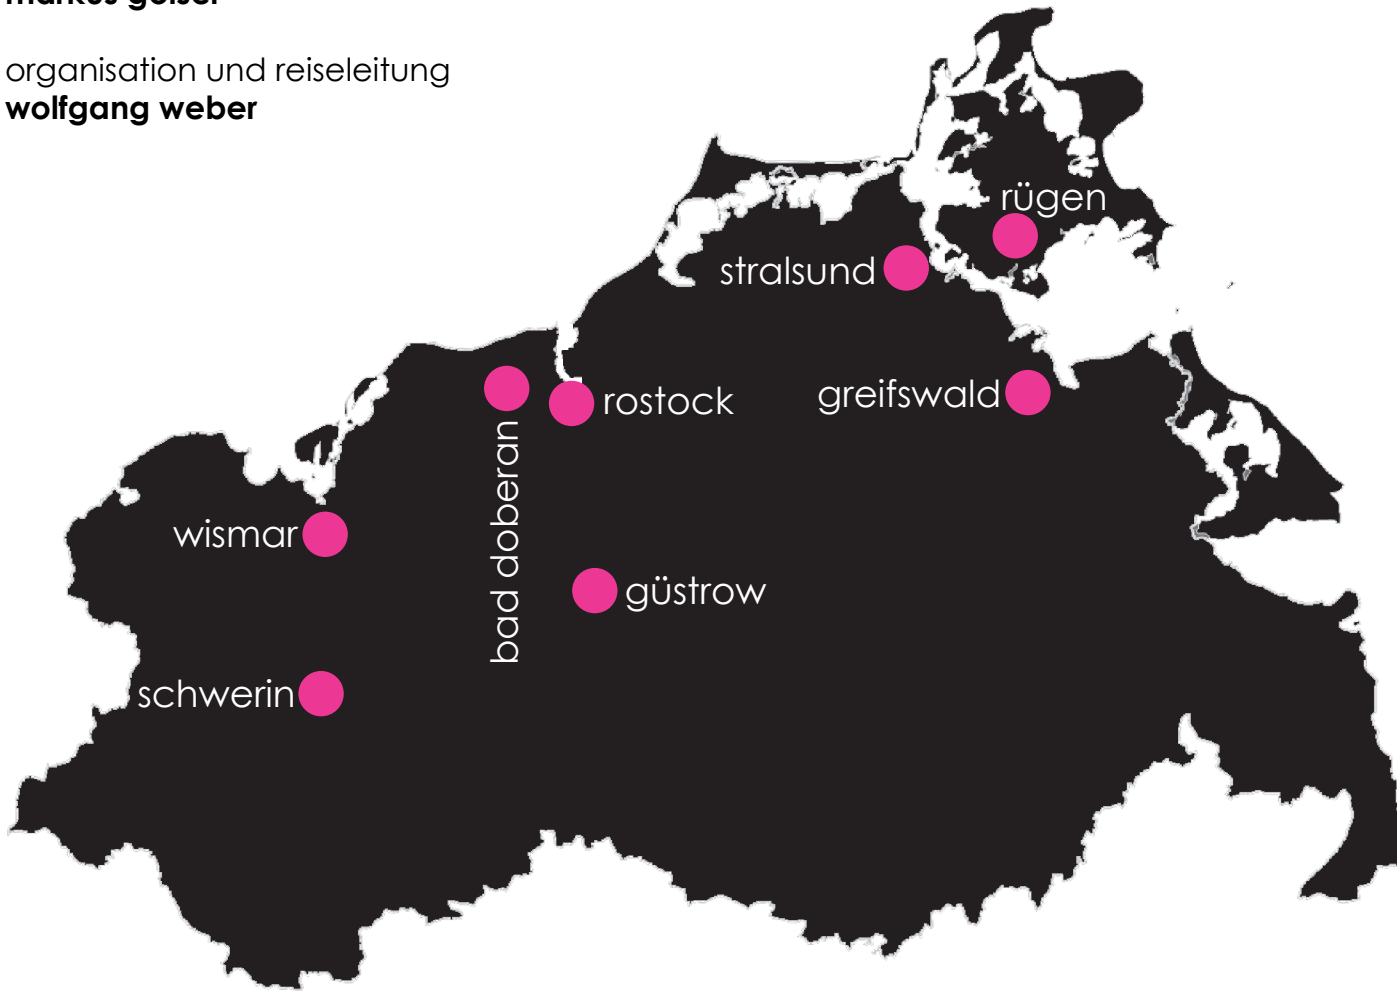 organisation und reiseleitung
wolfgang weber
rügen
stralsund
rostock
greifswald
bad doberan
wismar
güstrow
schwerin